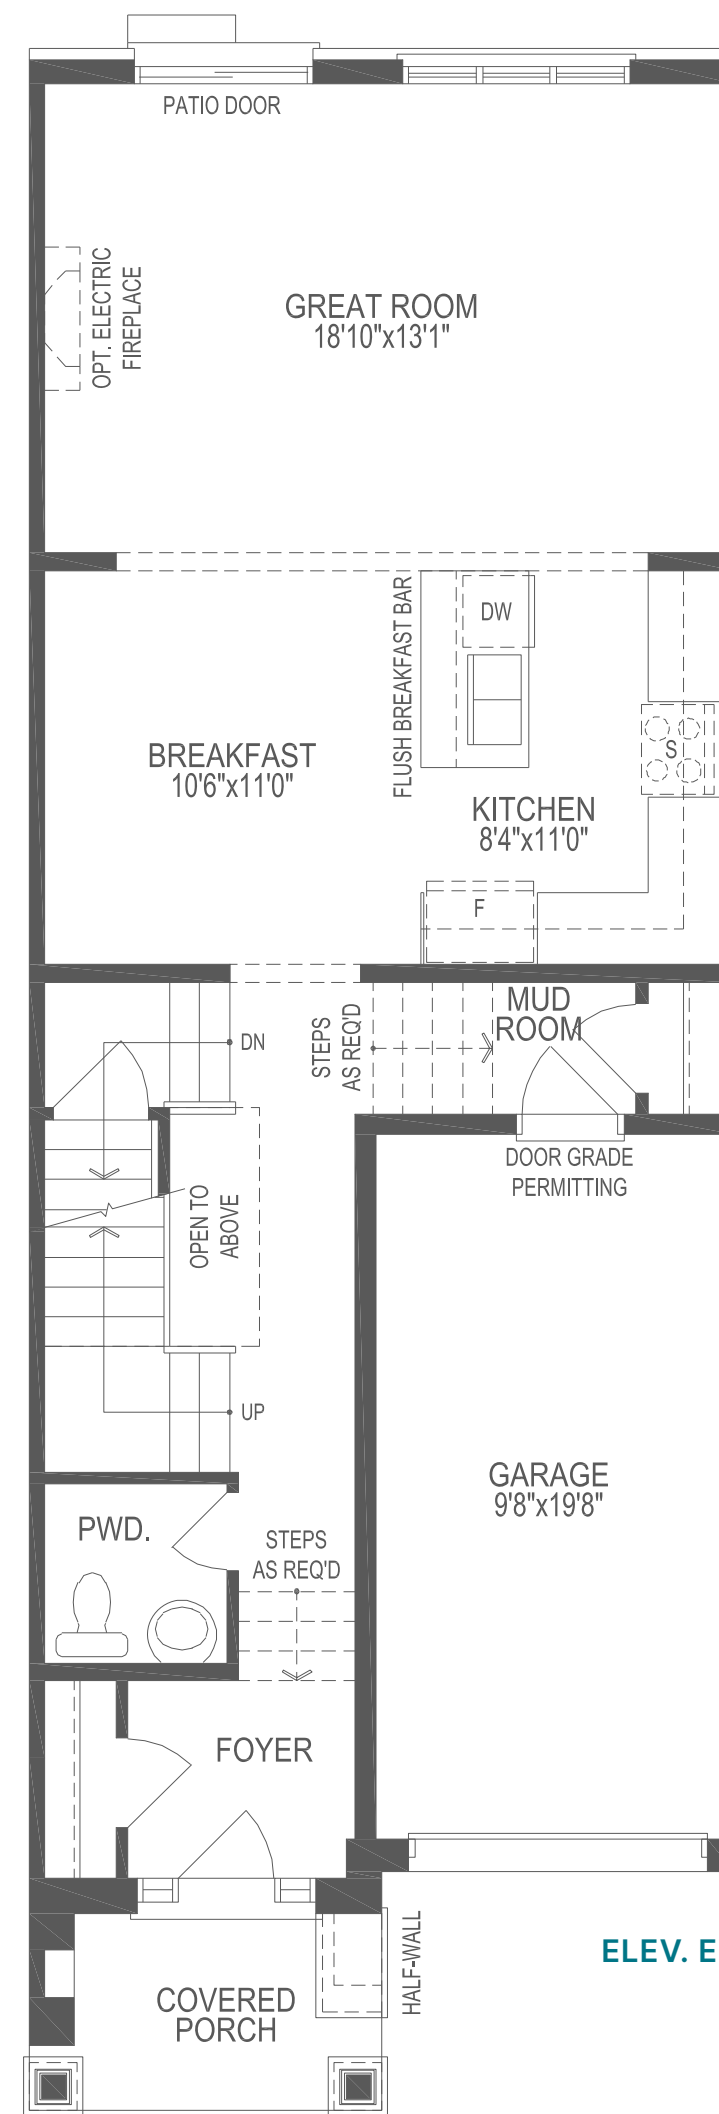 PATIO DOOR
OPT. ELECTRIC
FIREPLACE
GREAT ROOM
18'10"x13'1"
FLUSH BREAKFAST BAR
DW
BREAKFAST
10'6"x11'0"
S
KITCHEN
8'4"x11'0"
F
MUD
ROOM
STEPS
AS REQ'D
DN
DOOR GRADE
PERMITTING
OPEN TO
ABOVE
UP
GARAGE
9'8"x19'8"
PWD.
STEPS
AS REQ'D
FOYER
HALF-WALL
ELEV. E
COVERED
PORCH